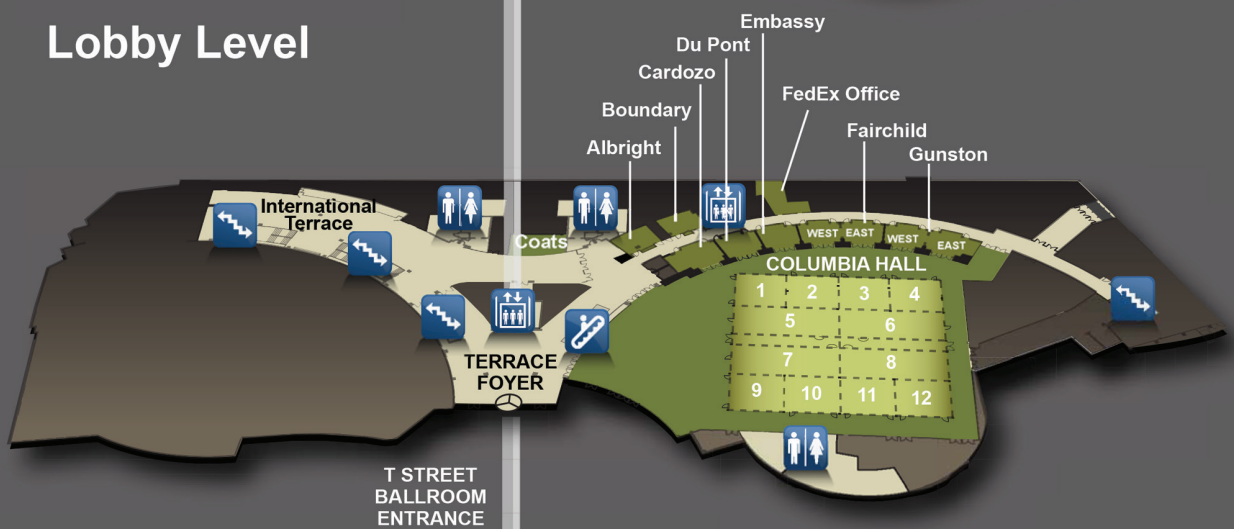 Lobby Level
Embassy
Du Pont
Cardozo
FedEx Office
Boundary
Fairchild
Albright
Gunston
International
Terrace
Coats
WEST
EAST
WEST
EAST
COLUMBIA HALL
1
2
3
4
5
6
TERRACE
FOYER
7
8
9
10
11
12
T STREET
BALLROOM
ENTRANCE